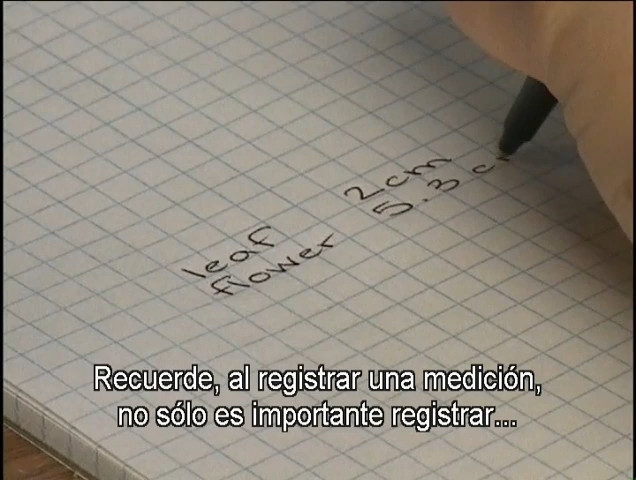 leaf 2cm
flower 5.3 c
Recuerde, al registrar una medición,
no sólo es importante registrar...